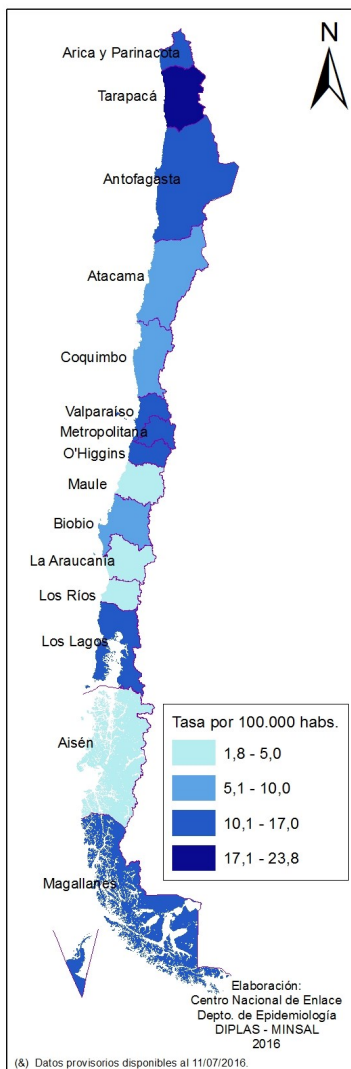 N
Arica y Parinacota
Tarapacá
Antofagasta
Atacama
Coquimbo
Valparaíso
Metropolitana
O'Higgins
Maule
Biobio
La Araucanía
Los Ríos
Los Lagos
Aisén
Magallanes
Tasa por 100.000 habs.
1,8 - 5,0
5,1 - 10,0
10,1 - 17,0
17,1 - 23,8
Elaboración:
Centro Nacional de Enlace
Depto. de Epidemiología
DIPLAS - MINSAL
2016
(&) Datos provisorios disponibles al 11/07/2016.